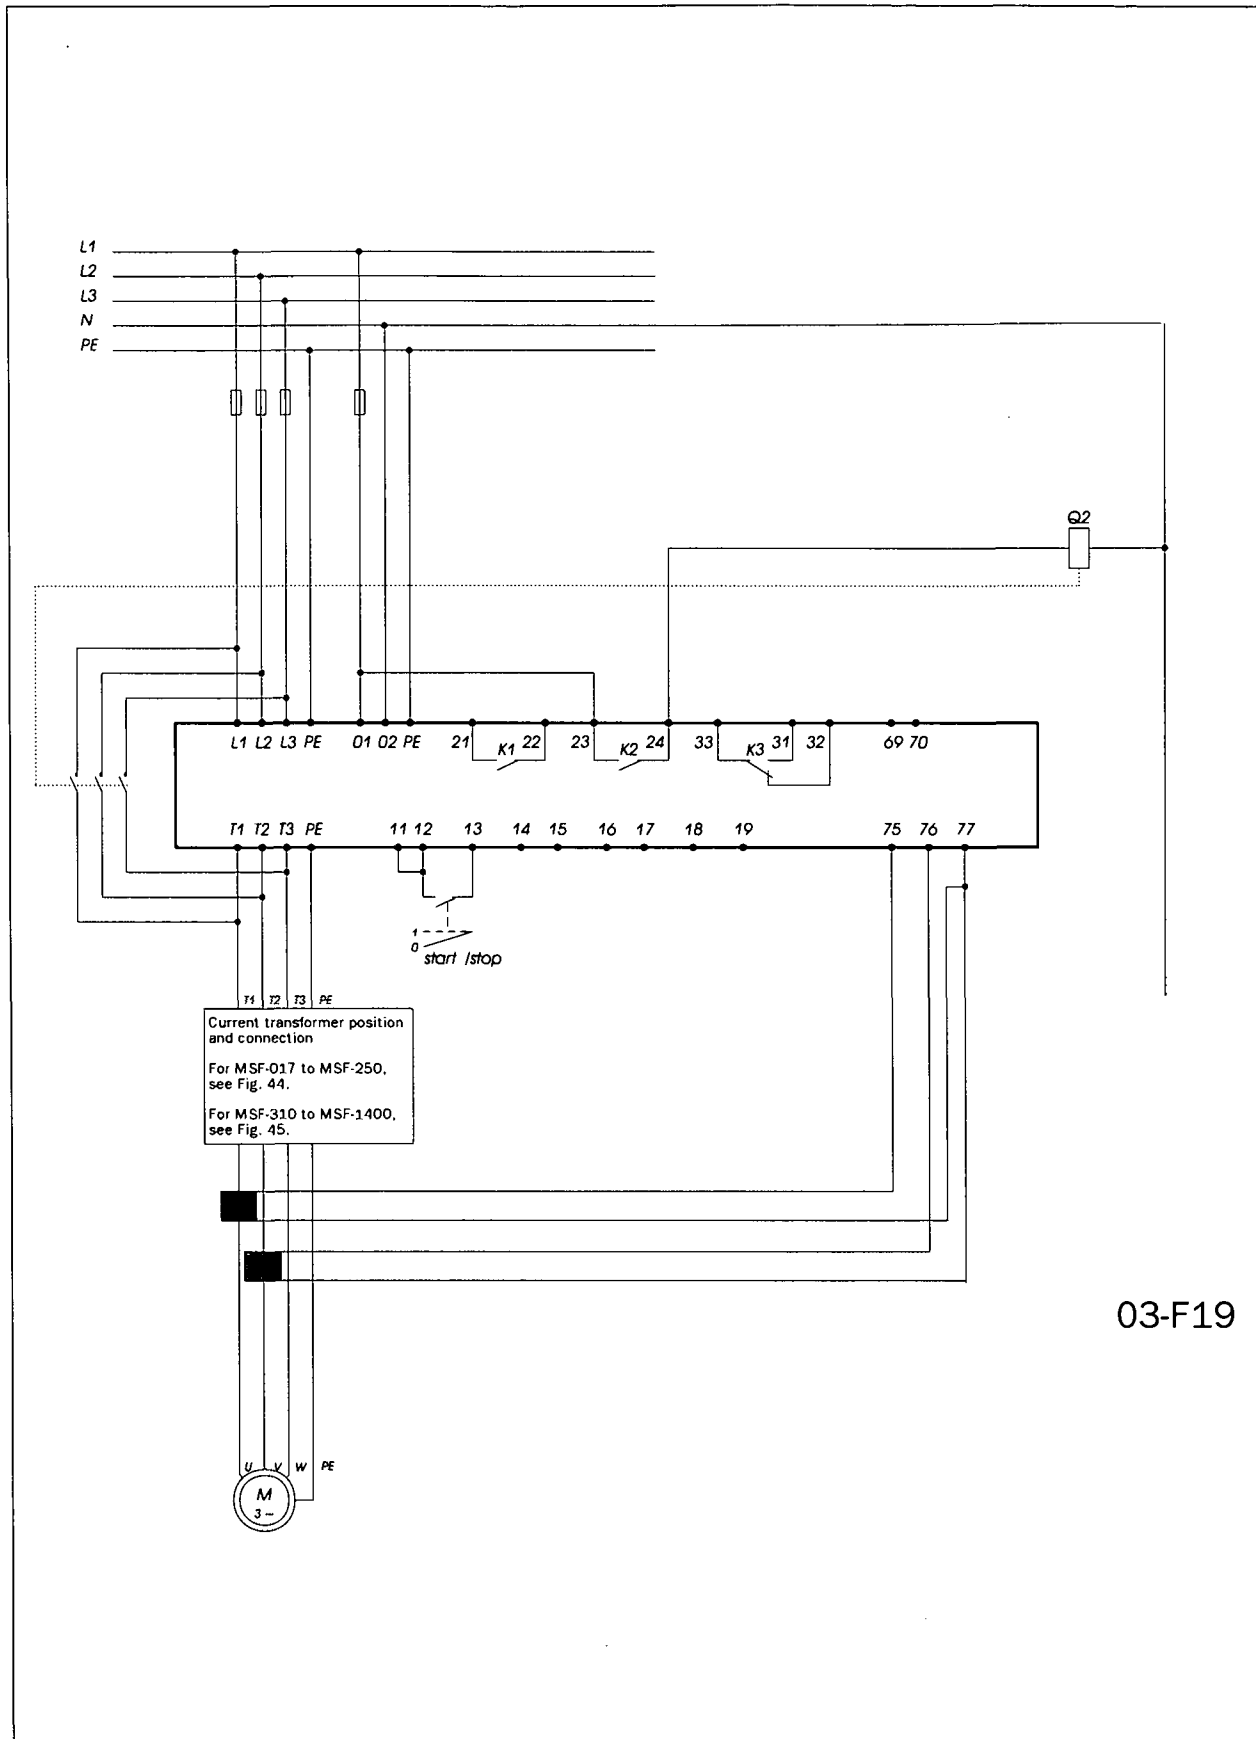 L1
L2
L3
N
PE
Q2
L1 L2 L3 PE 01 02 PE 21 K1 22 23 K2 24 33 K3 31 32 69 70
T1 T2 T3 PE 11 12 13 14 15 16 17 18 19 75 76 77
1
0
start /stop
T1 T2 T3 PE
Current transformer position
and connection
For MSF-017 to MSF-250,
see Fig. 44.
For MSF-310 to MSF-1400,
see Fig. 45.
03-F19
U V W PE
M
3~